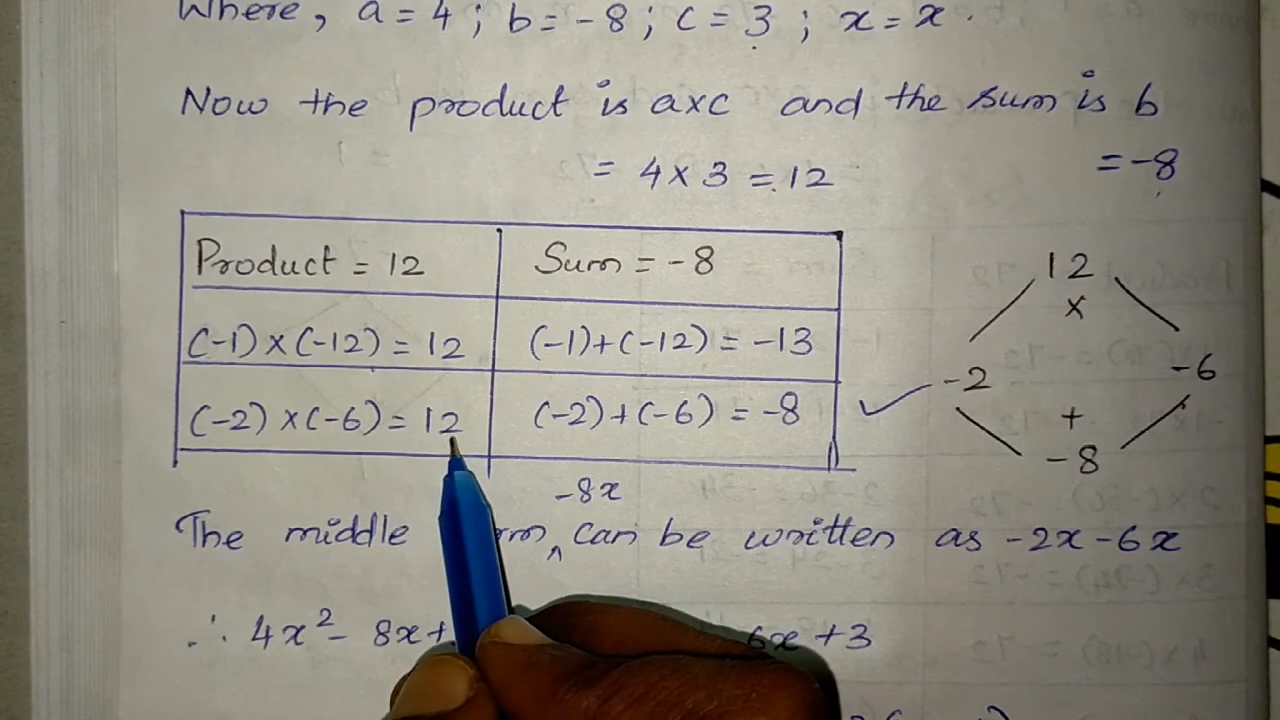 Where, a = 4 ; b = -8 ; c = 3 ; x = x .
Now the product is a×c and the sum is b
= 4 × 3 = 12 = -8
Product = 12 Sum = -8
(-1) × (-12) = 12 (-1) + (-12) = -13
(-2) × (-6) = 12 (-2) + (-6) = -8
12
×
-2 -6
+
-8
-8x
The middle ^ can be written as -2x - 6x
∴ 4x² - 8x + 6x + 3